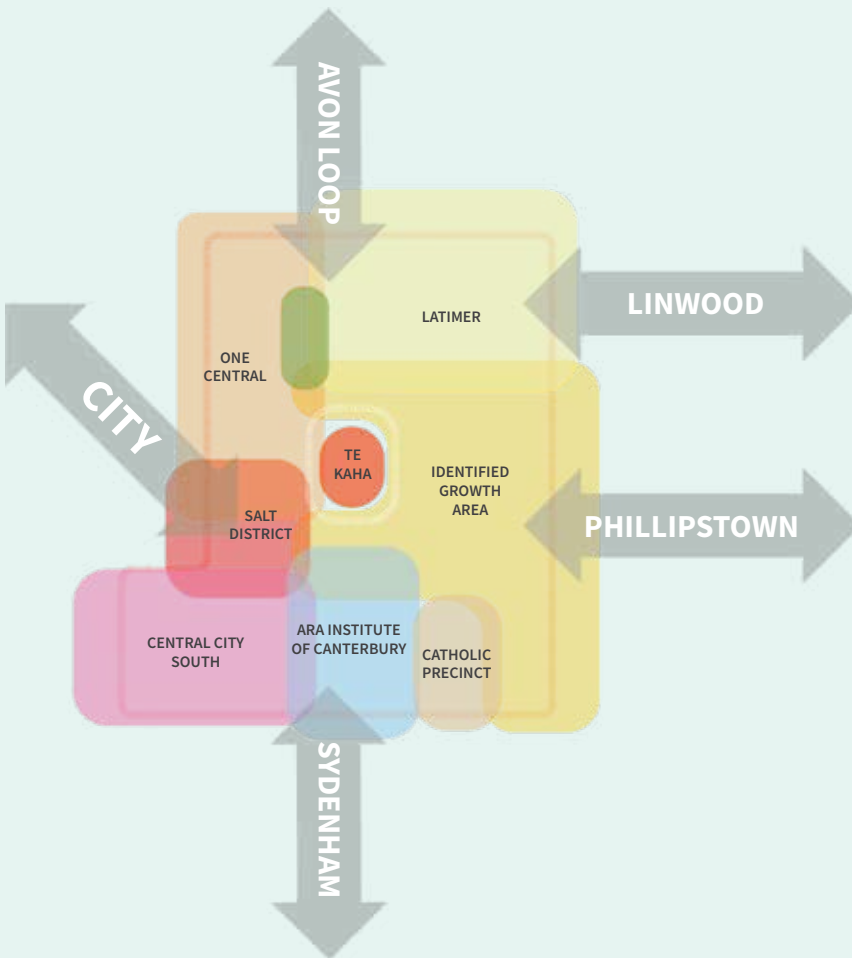 AVON LOOP
LINWOOD
LATIMER
ONE
CENTRAL
CITY
TE
KAHA
IDENTIFIED
GROWTH
AREA
SALT
DISTRICT
PHILLIPSTOWN
ARA INSTITUTE
OF CANTERBURY
CENTRAL CITY
SOUTH
CATHOLIC
PRECINCT
SYDENHAM